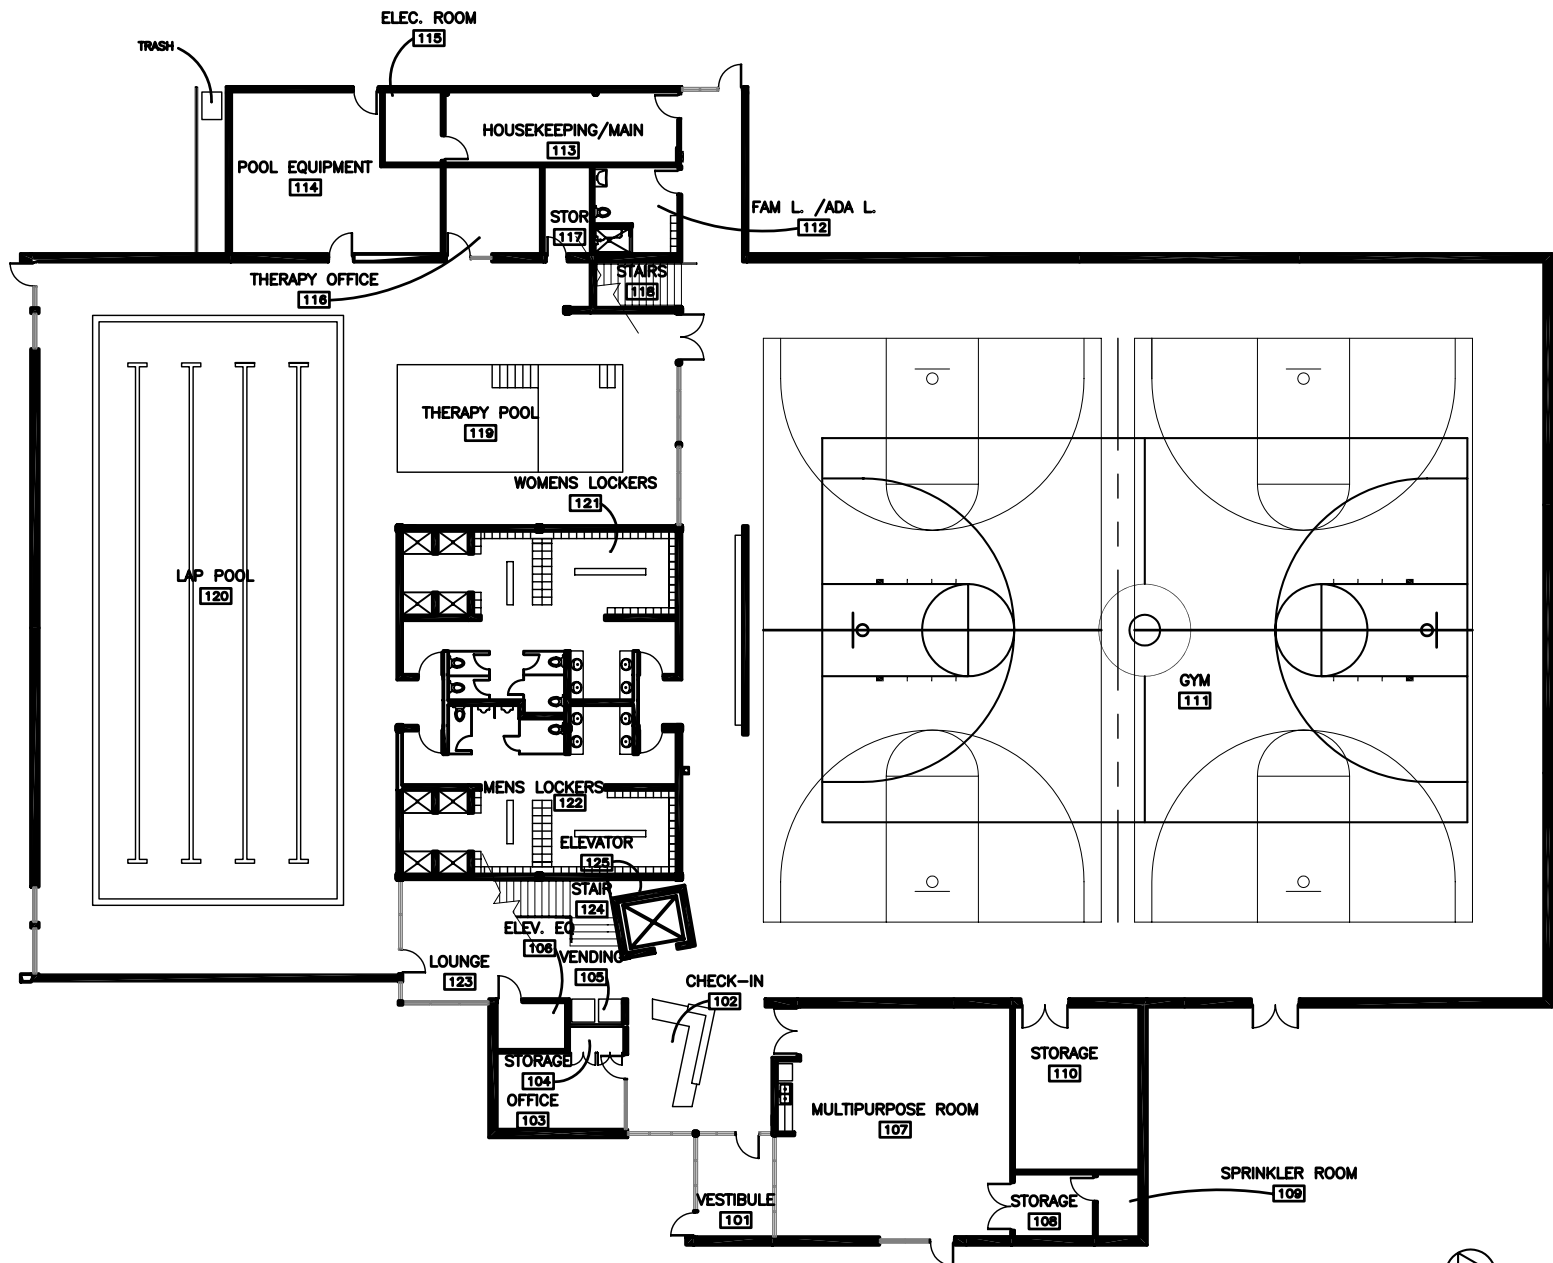 ELEC. ROOM
115
TRASH
HOUSEKEEPING/MAIN
113
POOL EQUIPMENT
114
FAM L. /ADA L.
112
STOR
117
THERAPY OFFICE
116
STAIRS
118
THERAPY POOL
119
WOMENS LOCKERS
121
LAP POOL
120
GYM
111
MENS LOCKERS
122
ELEVATOR
125
STAIR
124
ELEV. EQ
106
VENDING
105
LOUNGE
123
CHECK-IN
102
STORAGE
104
OFFICE
103
STORAGE
110
MULTIPURPOSE ROOM
107
SPRINKLER ROOM
109
VESTIBULE
101
STORAGE
108